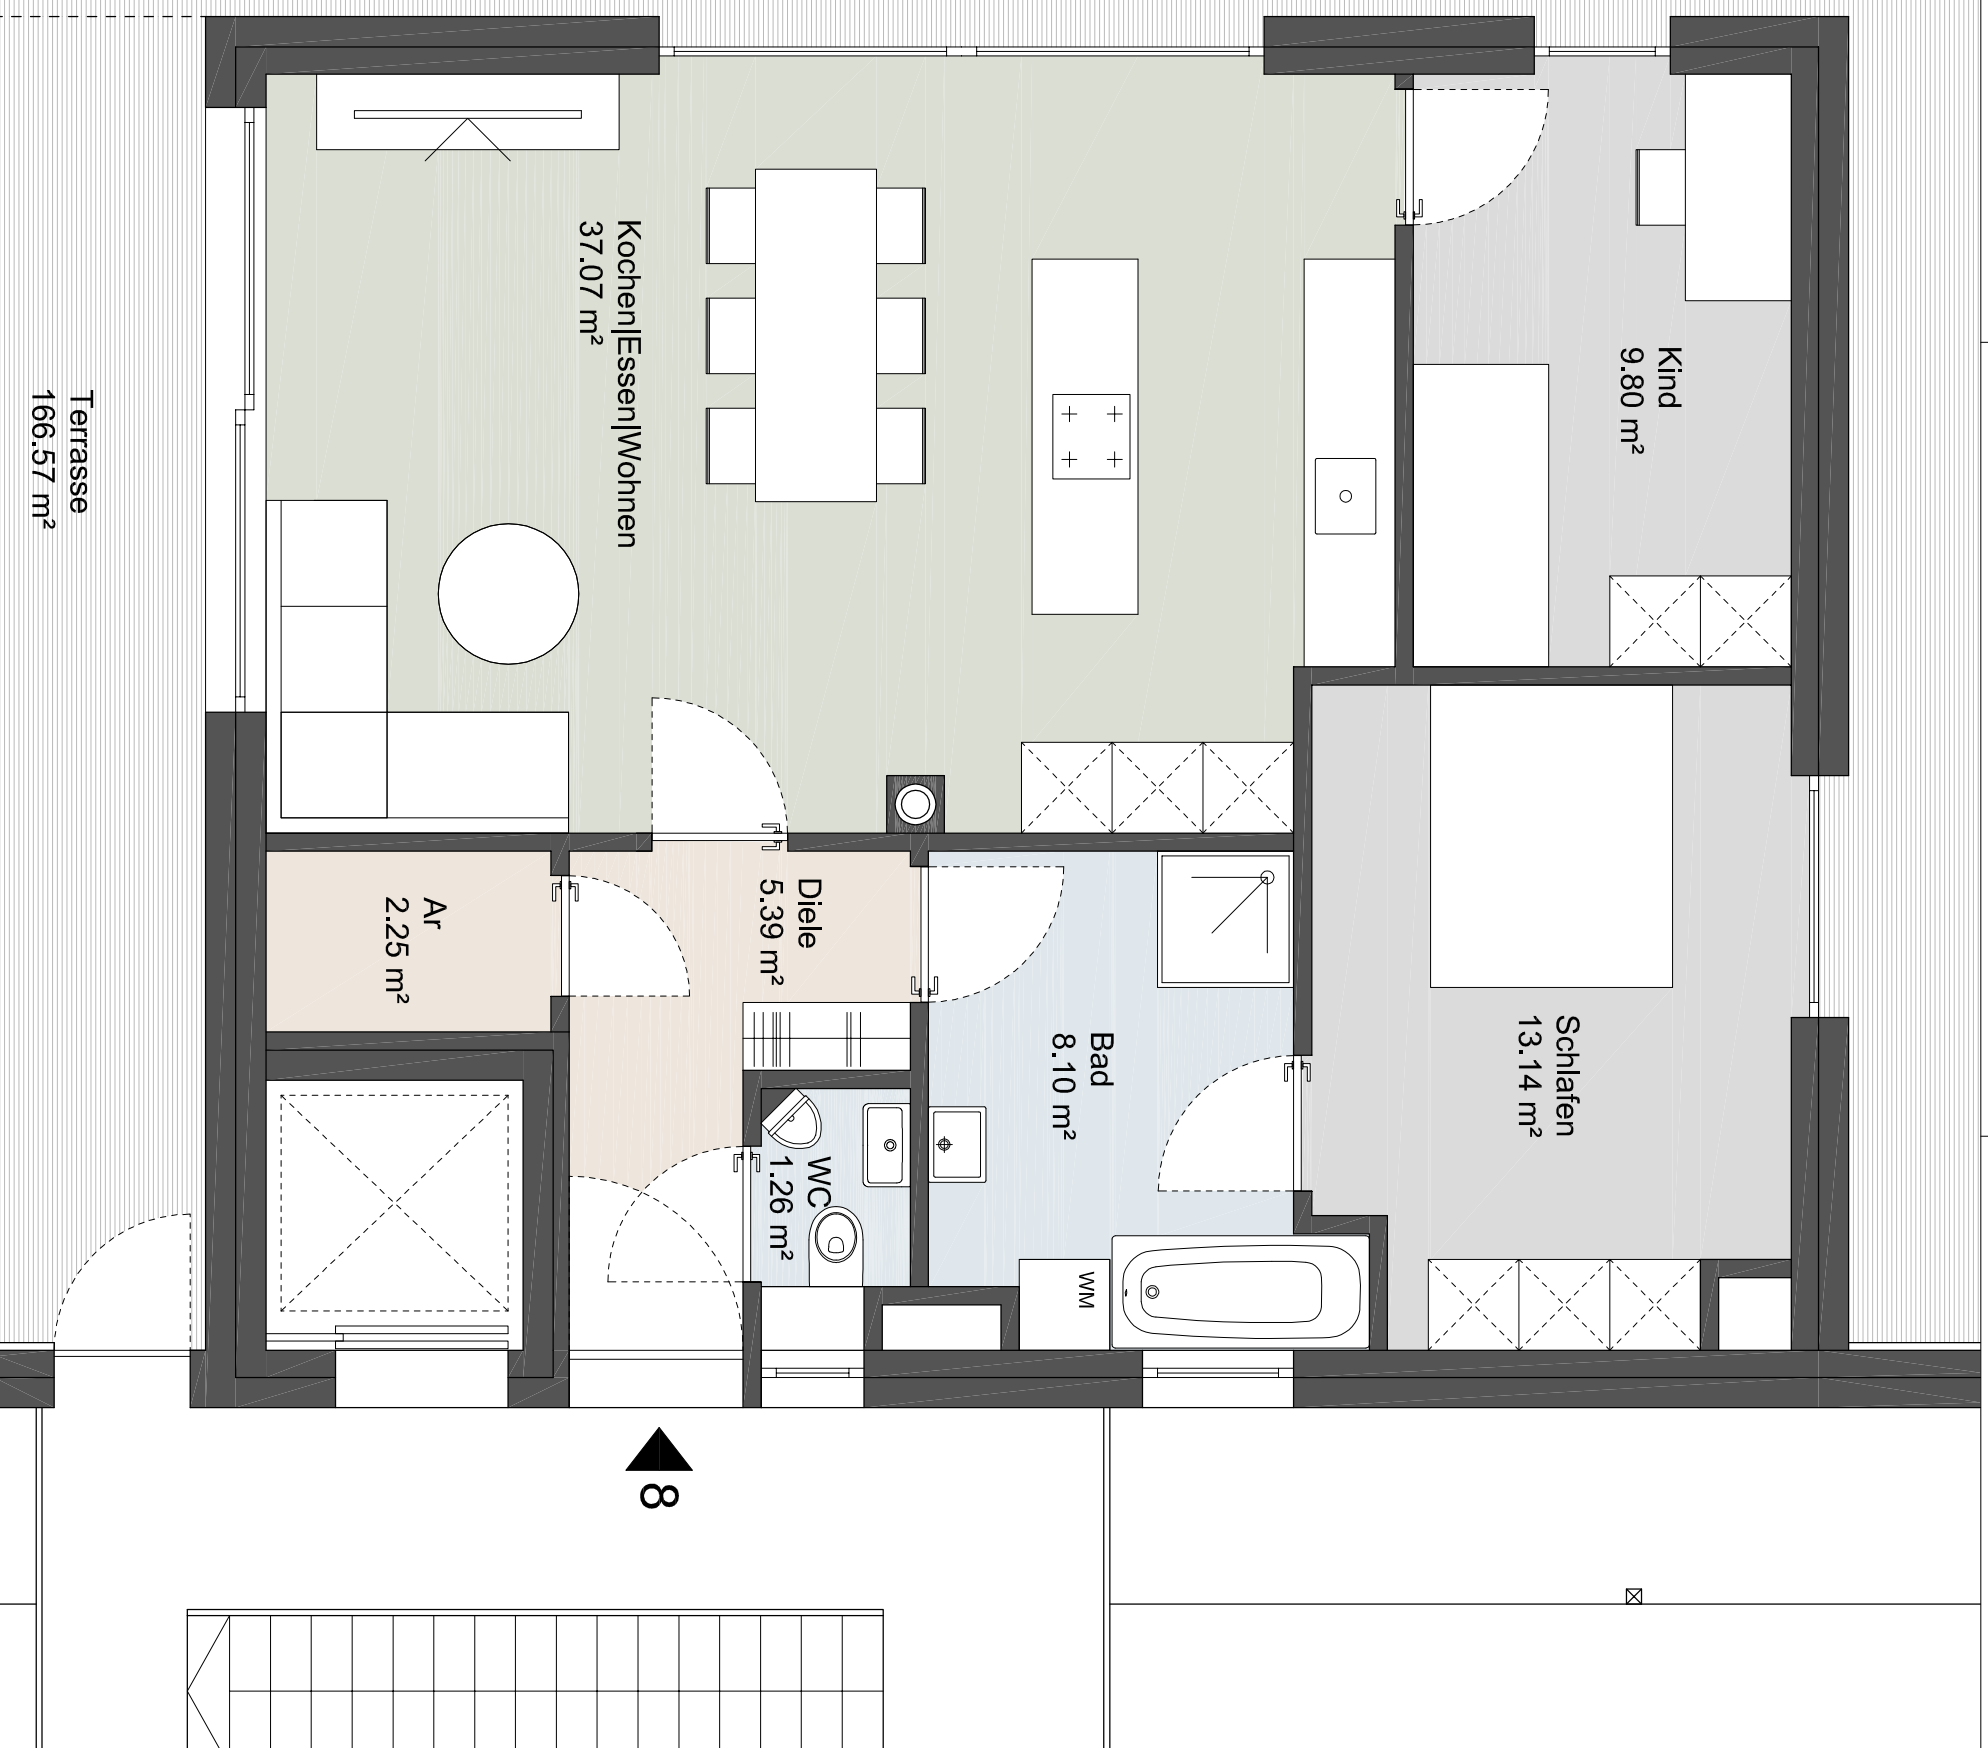 Kochen|Essen|Wohnen
37.07 m²
Kind
9.80 m²
Terrasse
166.57 m²
Ar
2.25 m²
Diele
5.39 m²
Bad
8.10 m²
Schlafen
13.14 m²
WC
1.26 m²
WM
8